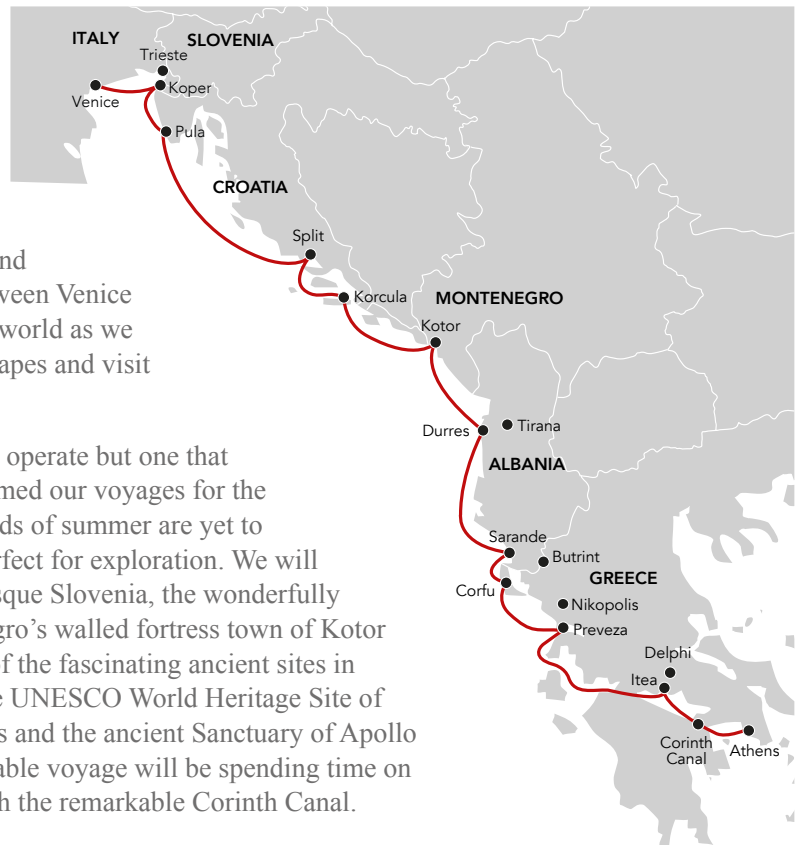 ITALY
SLOVENIA
Trieste
Koper
Venice
Pula
CROATIA
Split
Korcula
MONTENEGRO
Kotor
Durres
Tirana
ALBANIA
Sarande
Butrint
Corfu
GREECE
Nikopolis
Preveza
Delphi
Itea
Corinth
Canal
Athens
nd
ween Venice
world as we
apes and visit
operate but one that
med our voyages for the
ds of summer are yet to
rfect for exploration. We will
sque Slovenia, the wonderfully
gro’s walled fortress town of Kotor
of the fascinating ancient sites in
e UNESCO World Heritage Site of
s and the ancient Sanctuary of Apollo
able voyage will be spending time on
h the remarkable Corinth Canal.